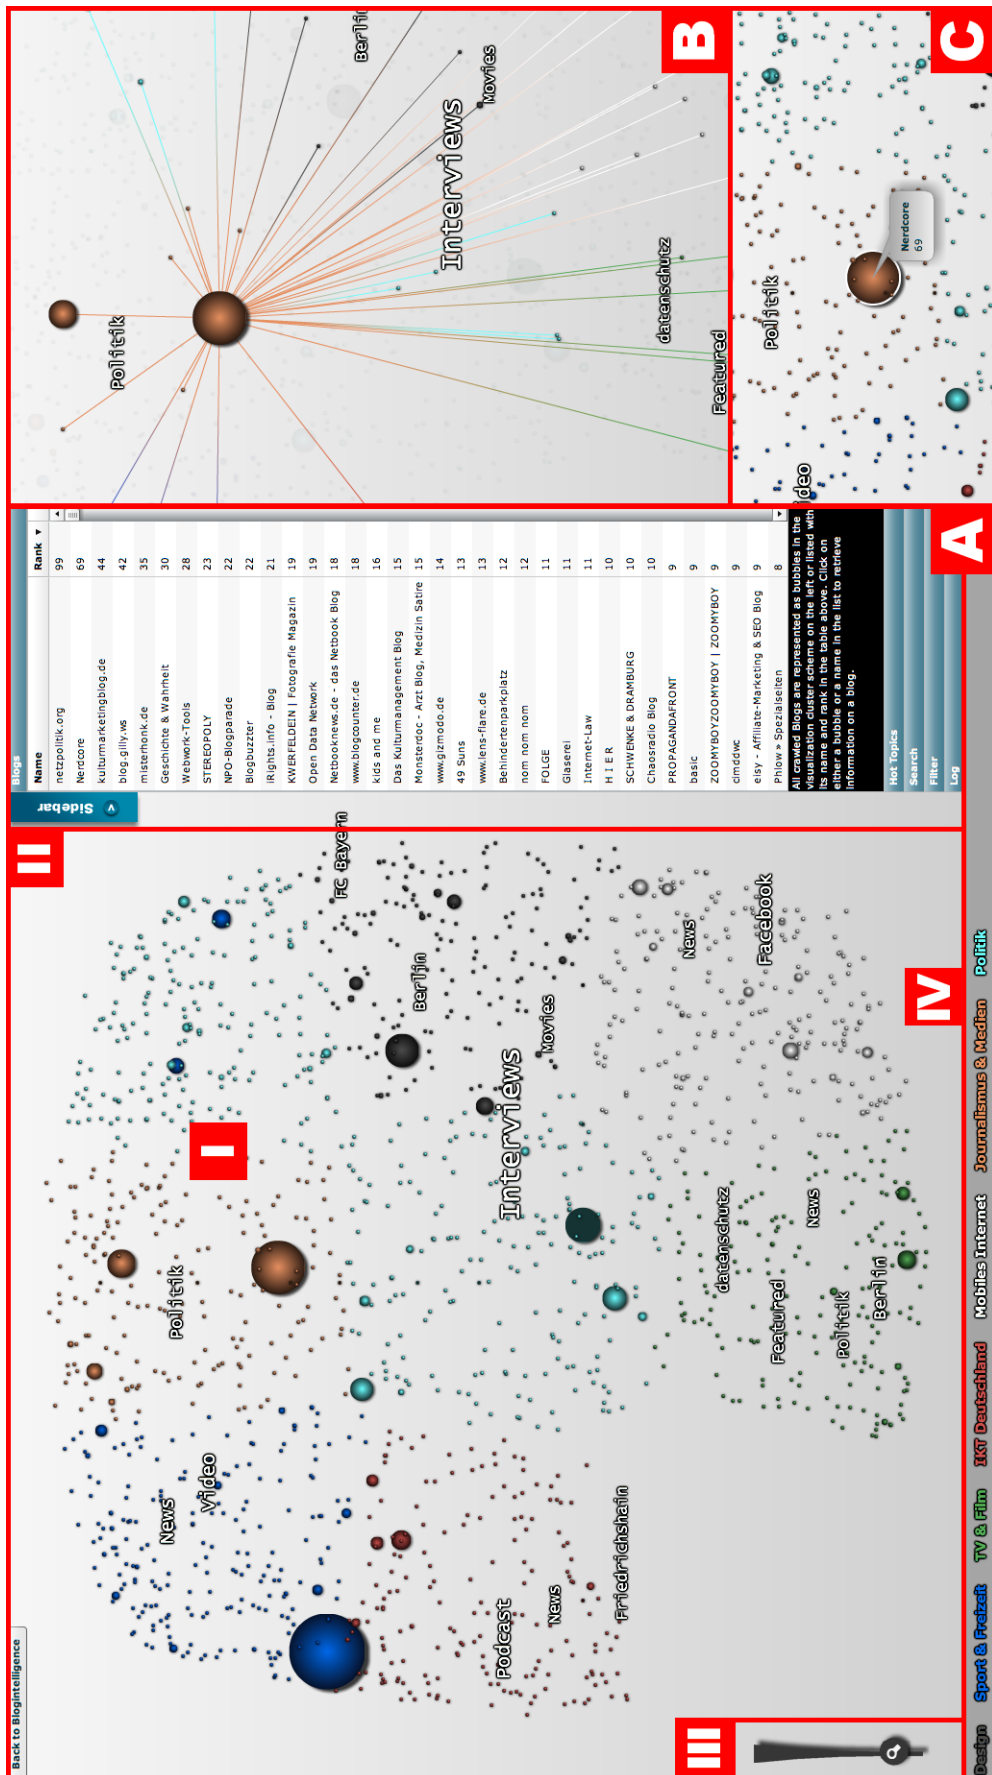 Back to Blogintelligence
I
II
III
IV
News
Video
Politik
Podcast
News
Friedrichshain
Interviews
Berlin
FC Bayern
Movies
News
Facebook
datenschutz
News
Featured
Politik
Berlin
Design
Sport & Freizeit
TV & Film
IKT Deutschland
Mobiles Internet
Journalismus & Medien
Politik
Sidebar
Blogs
Name Rank
netzpolitik.org 99
Nerdcore 69
kulturmarketingblog.de 44
blog.gilly.ws 42
misterhonk.de 35
Geschichte & Wahrheit 30
Webwork-Tools 28
STEREOPOLY 23
NPO-Blogparade 22
Blogbuzzter 22
iRights.info - Blog 21
KWERFELDEIN | Fotografie Magazin 19
Open Data Network 19
Netbooknews.de - das Netbook Blog 18
www.blogcounter.de 18
kids and me 16
Das Kulturmanagement Blog 15
Monsterdoc - Arzt Blog, Medizin Satire 15
www.gizmodo.de 14
49 Suns 13
www.lens-flare.de 13
Behindertenparkplatz 12
nom nom nom 12
FOLGE 11
Glaserei 11
Internet-Law 11
H I E R 10
SCHWENKE & DRAMBURG 10
Chaosradio Blog 10
PROPAGANDAFRONT 9
basic 9
ZOOMYBOYZOOMYBOY | ZOOMYBOY 9
dimddwc 9
eisy - Affiliate-Marketing & SEO Blog 9
Phlow » Spezialseiten 8
All crawled Blogs are represented as bubbles in the
visualization cluster scheme on the left or listed with
its name and rank in the table above. Click on
either a bubble or a name in the list to retrieve
information on a blog.
Hot Topics
Search
Filter
Log
A
Politik
Berlin
Movies
Interviews
datenschutz
Featured
B
Politik
Nerdcore
69
ideo
C